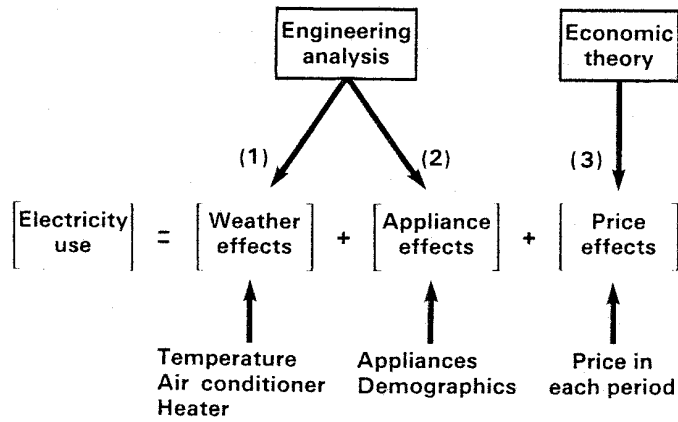 Engineering
analysis
Economic
theory
(1)
(2)
(3)
[Electricity use] = [Weather effects] + [Appliance effects] + [Price effects]
Temperature
Air conditioner
Heater
Appliances
Demographics
Price in
each period